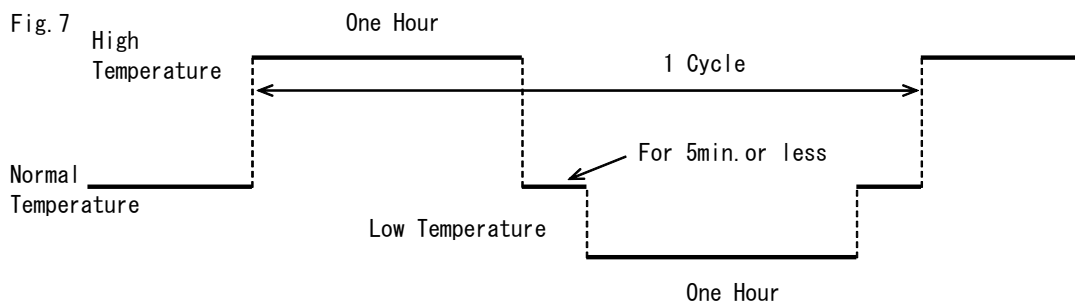 Fig.7
High
Temperature
One Hour
1 Cycle
For 5min.or less
Normal
Temperature
Low Temperature
One Hour